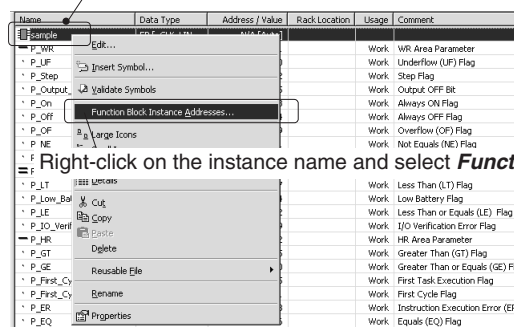 Name Data Type Address / Value Rack Location Usage Comment
sample N/A [Auto]
P_WR Edit... Work WR Area Parameter
P_UF Work Underflow (UF) Flag
P_Step Insert Symbol... Work Step Flag
P_Output_ Validate Symbols Work Output OFF Bit
P_On Work Always ON Flag
P_Off Function Block Instance Addresses... Work Always OFF Flag
P_OF Large Icons Work Overflow (OF) Flag
P_NE Work Not Equals (NE) Flag
Right-click on the instance name and select Funct
Details
P_LT Work Less Than (LT) Flag
P_Low_Ba Cut Work Low Battery Flag
P_LE Copy Work Less Than or Equals (LE) Flag
P_IO_Verif Paste Work I/O Verification Error Flag
P_HR Work HR Area Parameter
P_GT Delete Work Greater Than (GT) Flag
P_GE Reusable File Work Greater Than or Equals (GE) F
P_First_Cy Work First Task Execution Flag
P_First_Cy Rename Work First Cycle Flag
P_ER Work Instruction Execution Error (ER
P_EQ Properties Work Equals (EQ) Flag